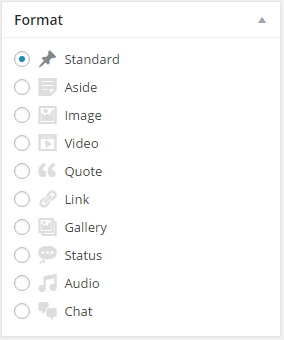 Format
Standard
Aside
Image
Video
Quote
Link
Gallery
Status
Audio
Chat